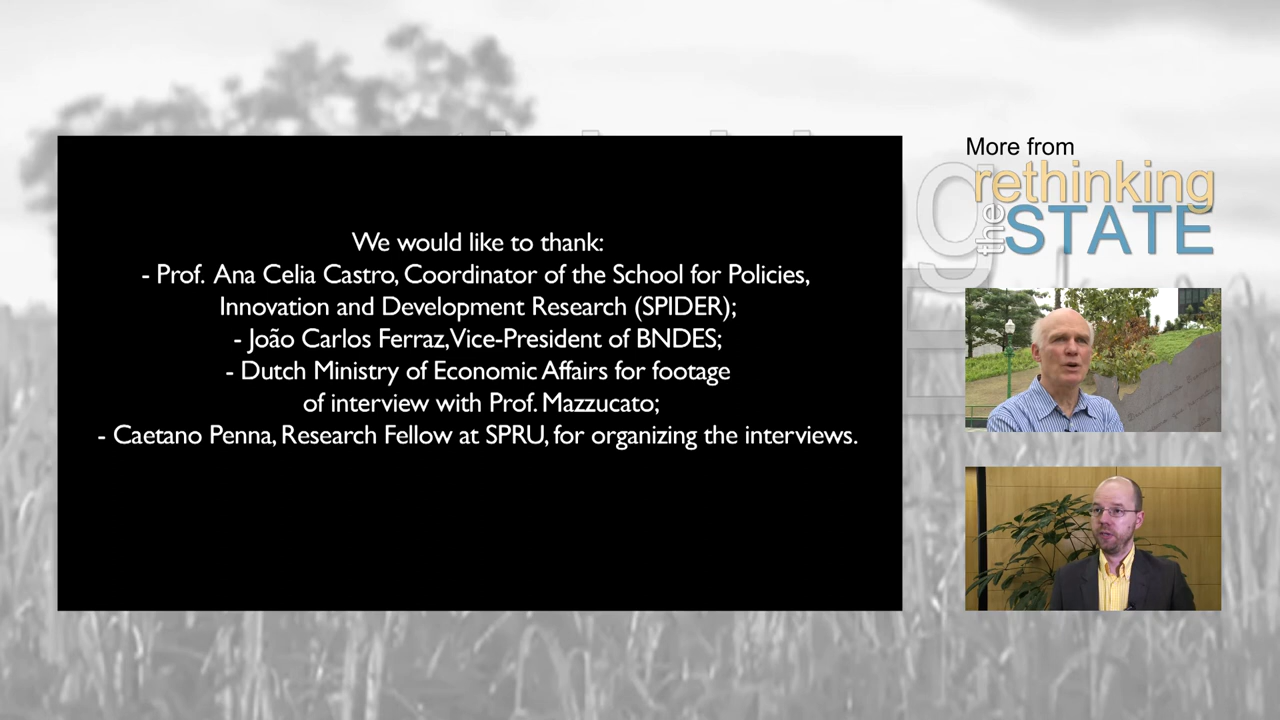 We would like to thank:
- Prof. Ana Celia Castro, Coordinator of the School for Policies,
Innovation and Development Research (SPIDER);
- João Carlos Ferraz, Vice-President of BNDES;
- Dutch Ministry of Economic Affairs for footage
of interview with Prof. Mazzucato;
- Caetano Penna, Research Fellow at SPRU, for organizing the interviews.
More from
rethinking
the STATE